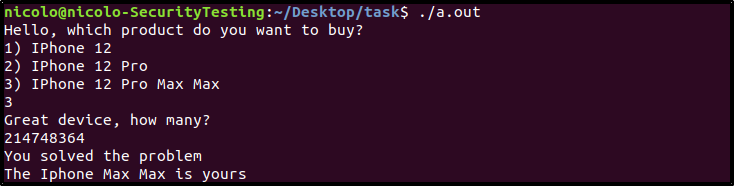 nicolo@nicolo-SecurityTesting:~/Desktop/task$ ./a.out
Hello, which product do you want to buy?
1) IPhone 12
2) IPhone 12 Pro
3) IPhone 12 Pro Max Max
3
Great device, how many?
214748364
You solved the problem
The Iphone Max Max is yours